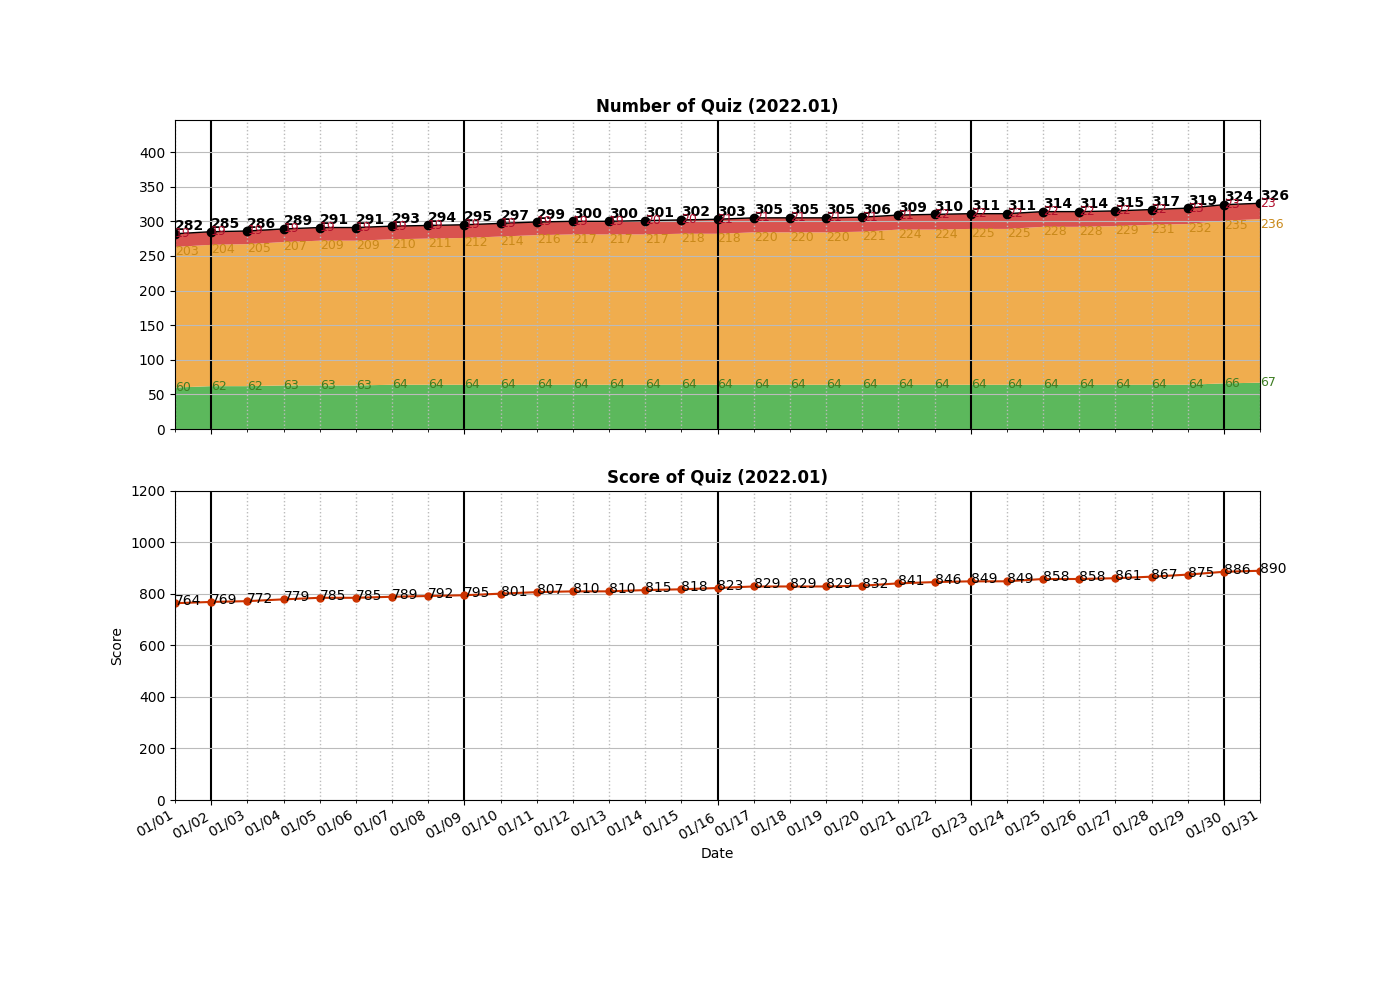 Number of Quiz (2022.01)
400
350
300
250
200
150
100
50
0
282 285 286 289 291 291 293 294 295 297 299 300 300 301 302 303 305 305 305 306 309 310 311 311 314 314 315 317 319 324 326
23
203 204 205 207 209 209 210 211 212 214 216 217 217 217 218 218 220 220 220 221 224 224 225 225 228 228 229 231 232 235 236
60 62 62 63 63 63 64 64 64 64 64 64 64 64 64 64 64 64 64 64 64 64 64 64 64 64 64 64 64 66 67
Score of Quiz (2022.01)
1200
1000
800
600
400
200
0
Score
764 769 772 779 785 785 789 792 795 801 807 810 810 815 818 823 829 829 829 832 841 846 849 849 858 858 861 867 875 886 890
01/01 01/02 01/03 01/04 01/05 01/06 01/07 01/08 01/09 01/10 01/11 01/12 01/13 01/14 01/15 01/16 01/17 01/18 01/19 01/20 01/21 01/22 01/23 01/24 01/25 01/26 01/27 01/28 01/29 01/30 01/31
Date